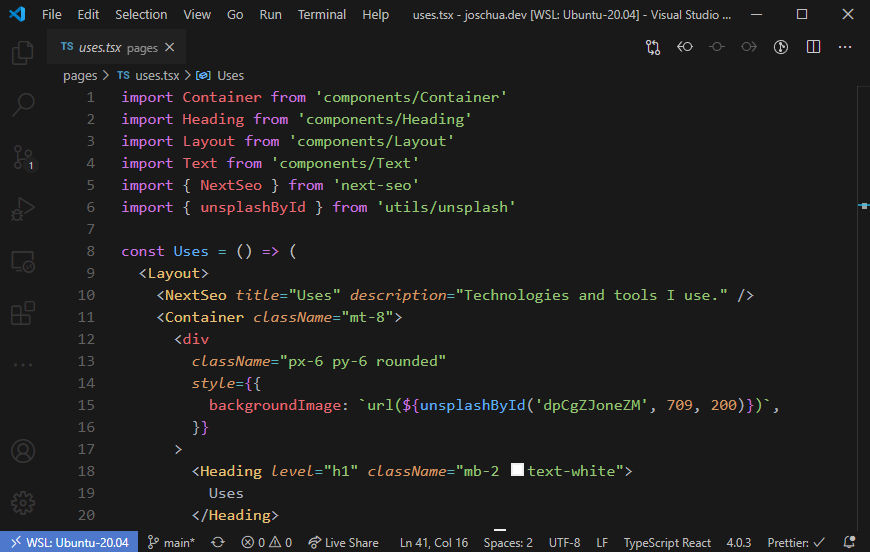 File Edit Selection View Go Run Terminal Help uses.tsx - joschua.dev [WSL: Ubuntu-20.04] - Visual Studio ...
TS uses.tsx pages
pages > TS uses.tsx > Uses
1 import Container from 'components/Container'
2 import Heading from 'components/Heading'
3 import Layout from 'components/Layout'
4 import Text from 'components/Text'
5 import { NextSeo } from 'next-seo'
6 import { unsplashById } from 'utils/unsplash'
7
8 const Uses = () => (
9 <Layout>
10 <NextSeo title="Uses" description="Technologies and tools I use." />
11 <Container className="mt-8">
12 <div
13 className="px-6 py-6 rounded"
14 style={{
15 backgroundImage: `url(${unsplashById('dpCgZJoneZM', 709, 200)})`,
16 }}
17 >
18 <Heading level="h1" className="mb-2 text-white">
19 Uses
20 </Heading>
1
WSL: Ubuntu-20.04 main* 0 0 Live Share Ln 41, Col 16 Spaces: 2 UTF-8 LF TypeScript React 4.0.3 Prettier: ✓